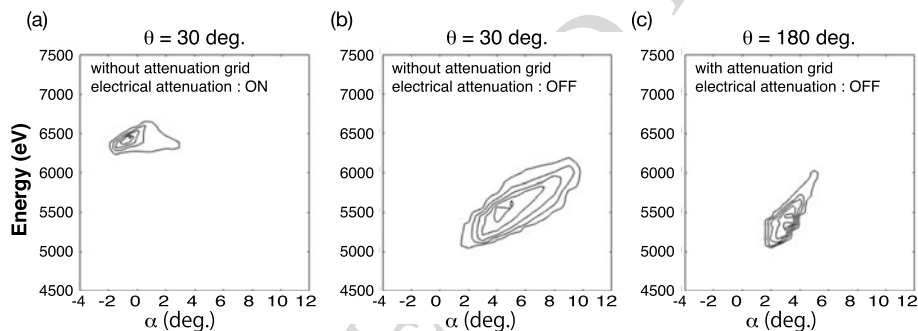 (a)
θ = 30 deg.
without attenuation grid
electrical attenuation : ON
7500
7000
6500
6000
5500
5000
4500
Energy (eV)
-4 -2 0 2 4 6 8 10 12
α (deg.)
(b)
θ = 30 deg.
without attenuation grid
electrical attenuation : OFF
7500
7000
6500
6000
5500
5000
4500
-4 -2 0 2 4 6 8 10 12
α (deg.)
(c)
θ = 180 deg.
with attenuation grid
electrical attenuation : OFF
7500
7000
6500
6000
5500
5000
4500
-4 -2 0 2 4 6 8 10 12
α (deg.)